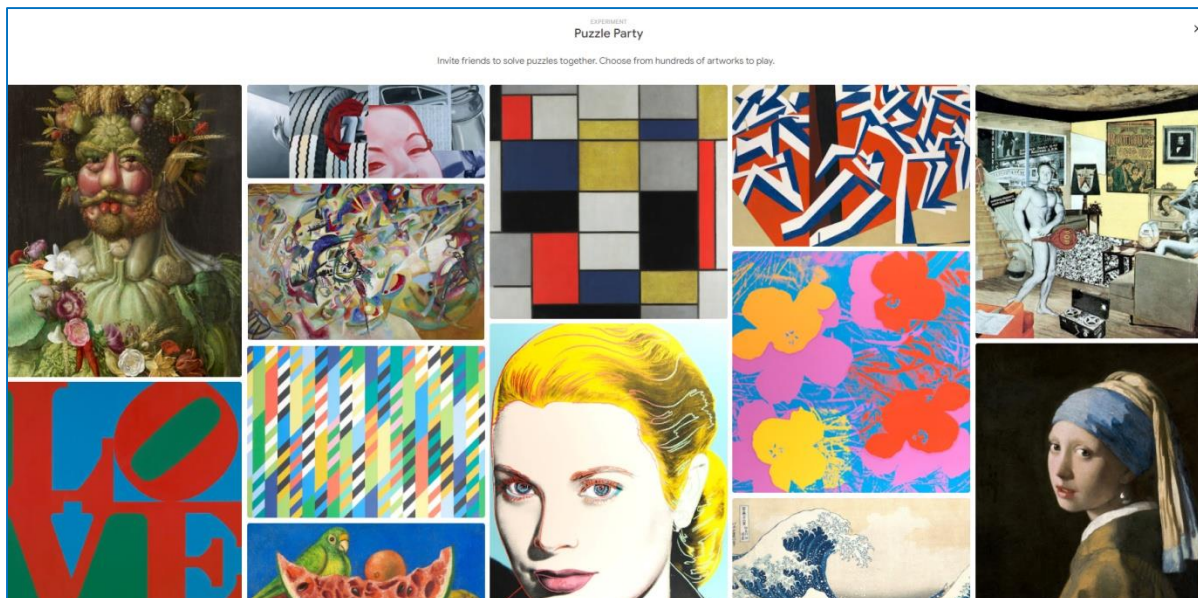 EXPERIMENT
Puzzle Party
Invite friends to solve puzzles together. Choose from hundreds of artworks to play.
LO
VE